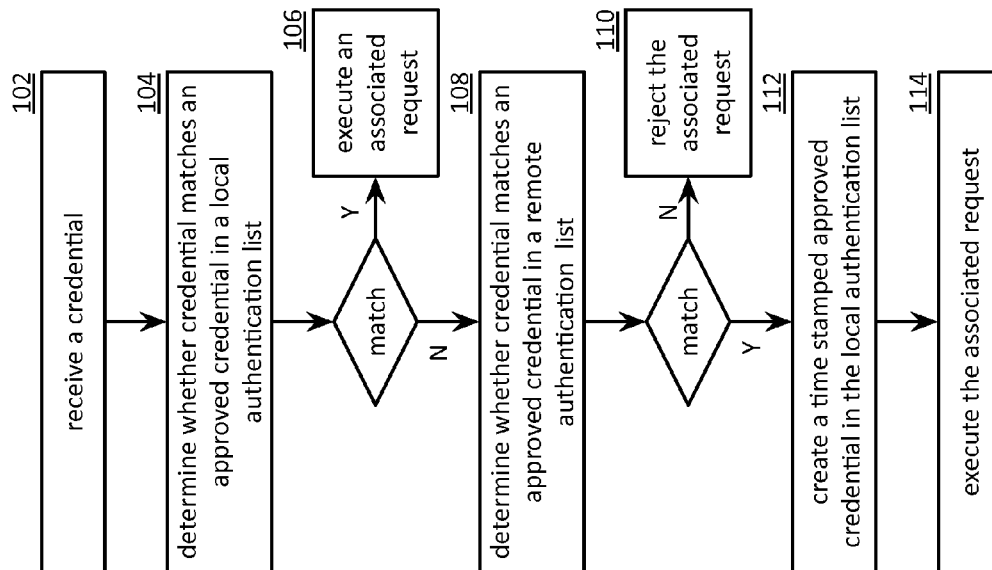 102
receive a credential
104
determine whether credential matches an
approved credential in a local
authentication list
match
Y
106
execute an
associated
request
N
108
determine whether credential matches an
approved credential in a remote
authentication list
match
N
110
reject the
associated
request
Y
112
create a time stamped approved
credential in the local authentication list
114
execute the associated request